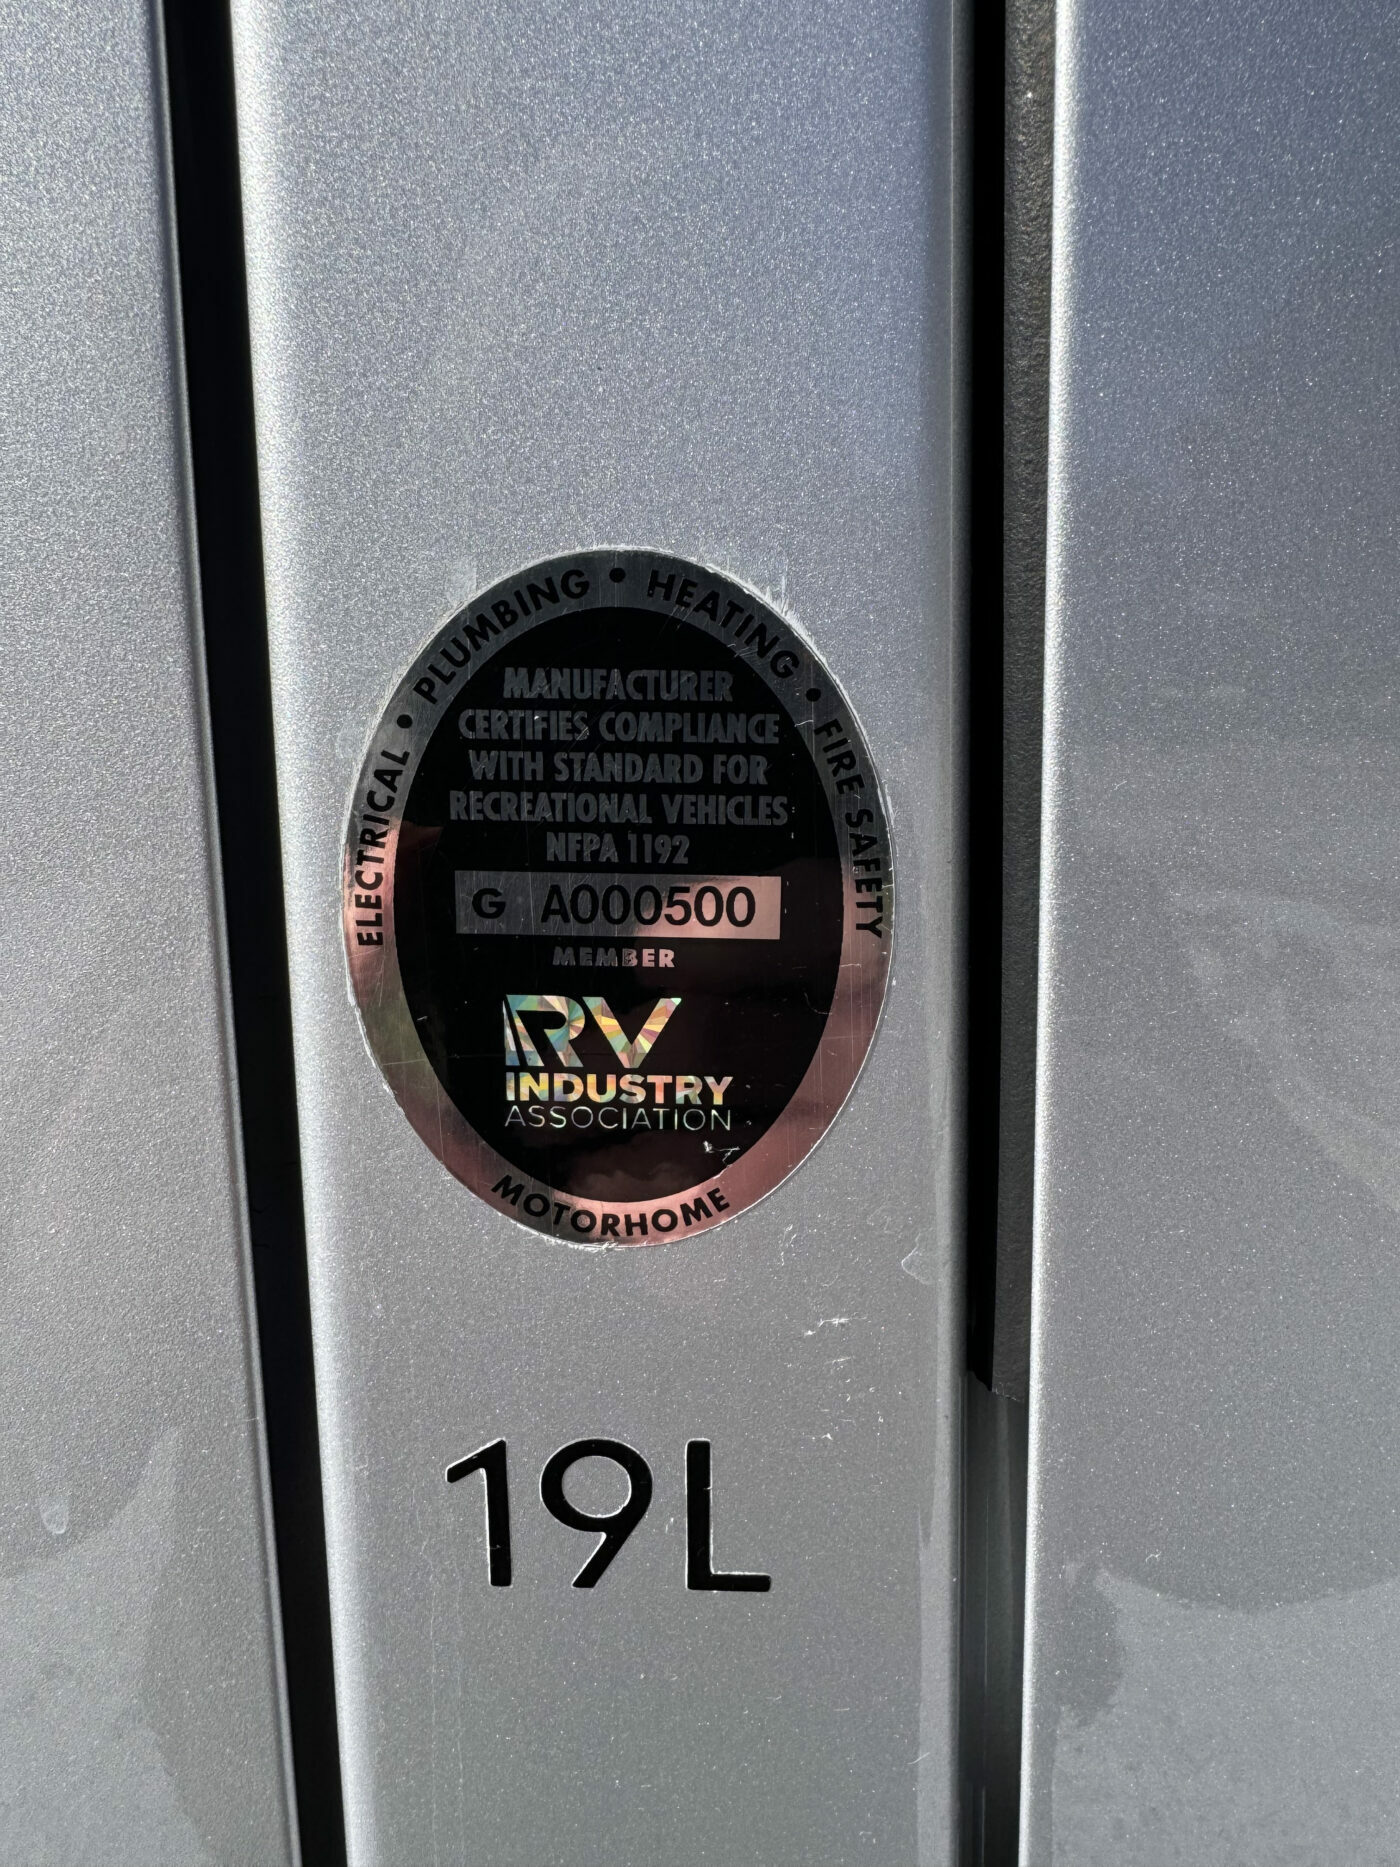 ELECTRICAL • PLUMBING • HEATING • FIRE SAFETY
MANUFACTURER
CERTIFIES COMPLIANCE
WITH STANDARD FOR
RECREATIONAL VEHICLES
NFPA 1192
G A000500
MEMBER
RV
INDUSTRY
ASSOCIATION
MOTORHOME
19L